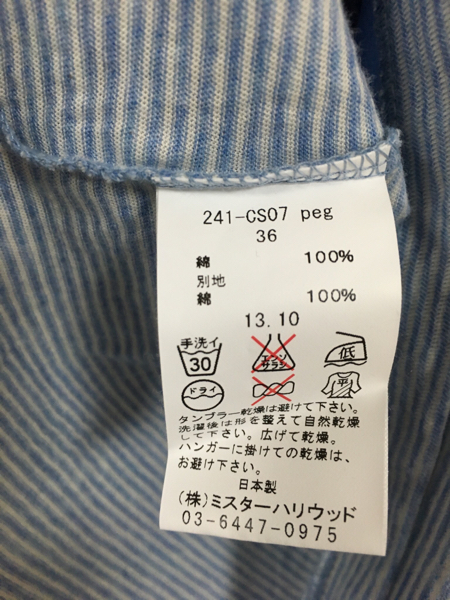 241-CS07 peg
36
綿 100%
別地
綿 100%
13.10
手洗イ 30 エンソ サラシ 低
ドライ 平
タンブラー乾燥は避けて下さい。
洗濯後は形を整えて自然乾燥
して下さい。広げて乾燥。
ハンガーに掛けての乾燥は、
お避け下さい。
日本製
(株)ミスターハリウッド
03-6447-0975